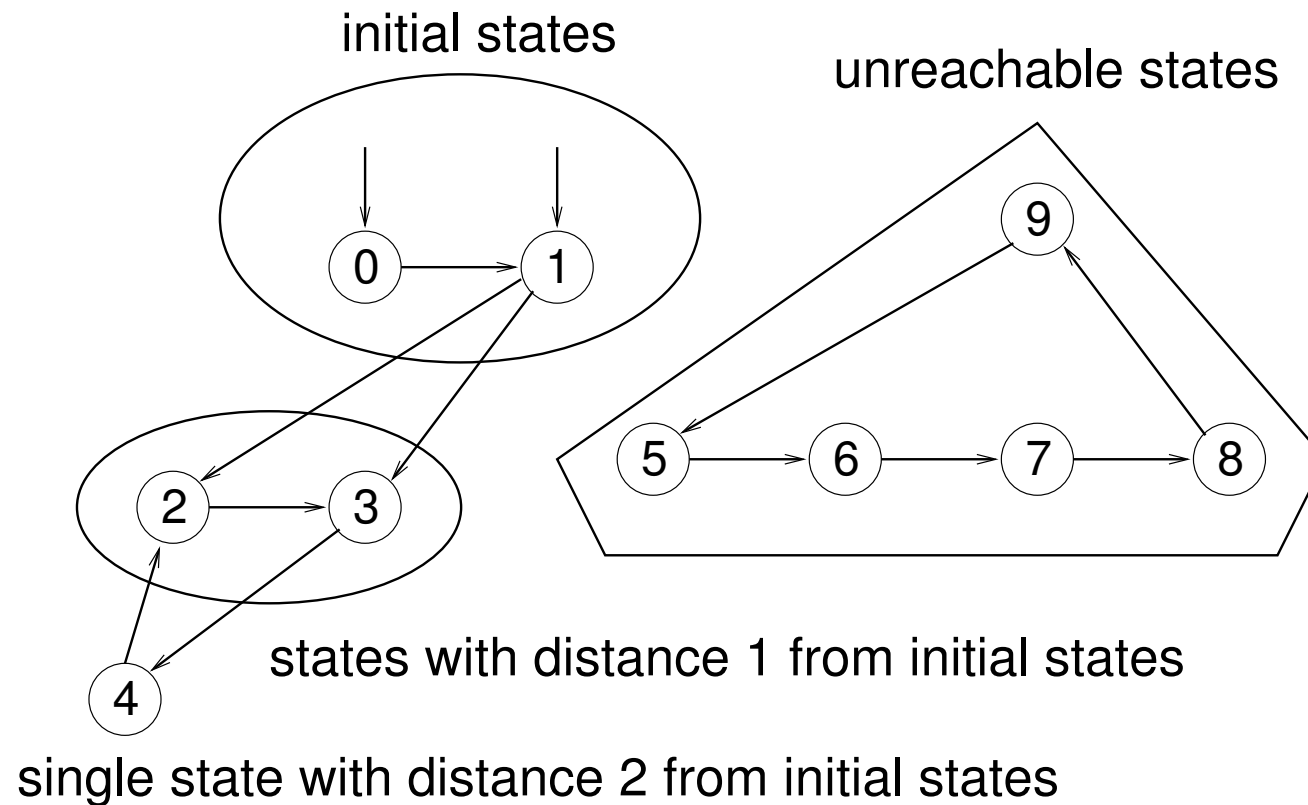 initial states
unreachable states
9
0 1
5 6 7 8
2 3
states with distance 1 from initial states
4
single state with distance 2 from initial states